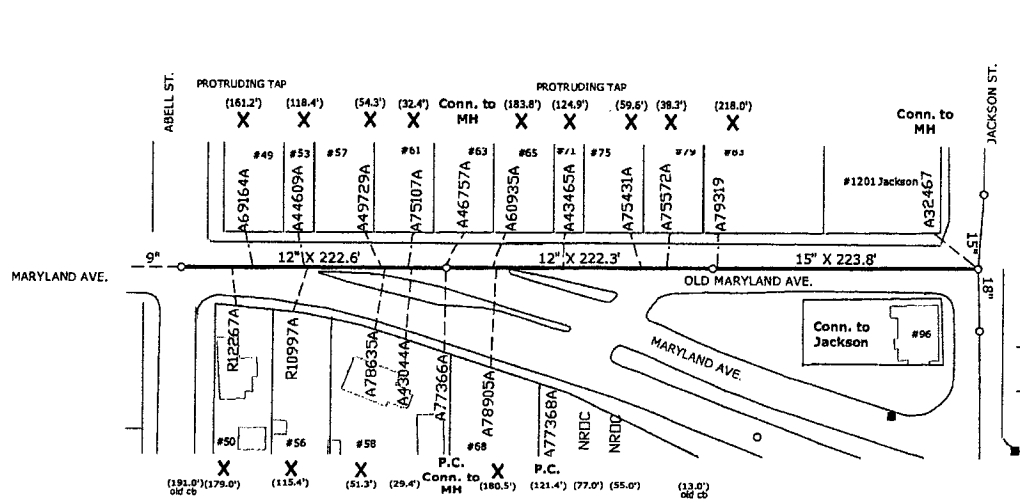 ABELL ST.
JACKSON ST.
PROTRUDING TAP
PROTRUDING TAP
(161.2') (118.4') (54.3') (32.4') Conn. to MH (183.8') (124.9') (59.6') (38.3') (218.0')
Conn. to
MH
X X X X X X X X X
#49 #53 #57 #61 #63 #65 #71 #75 #79 #83
#1201 Jackson
A69164A A44609A A49729A A75107A A46757A A60935A A43465A A75431A A75572A A79319 A32467
9" 12" X 222.6' 12" X 222.3' 15" X 223.8' 15" 18"
MARYLAND AVE.
OLD MARYLAND AVE.
MARYLAND AVE.
Conn. to
Jackson
#96
R12267A R10997A A78635A A43044A A77366A A78905A A77368A NRDC NRDC
#50 #56 #58 #68
P.C. P.C.
X X X X
Conn. to
MH
(191.0') (179.0') (115.4') (51.3') (29.4') (180.5') (121.4') (77.0') (55.0') (13.0')
old cb old cb